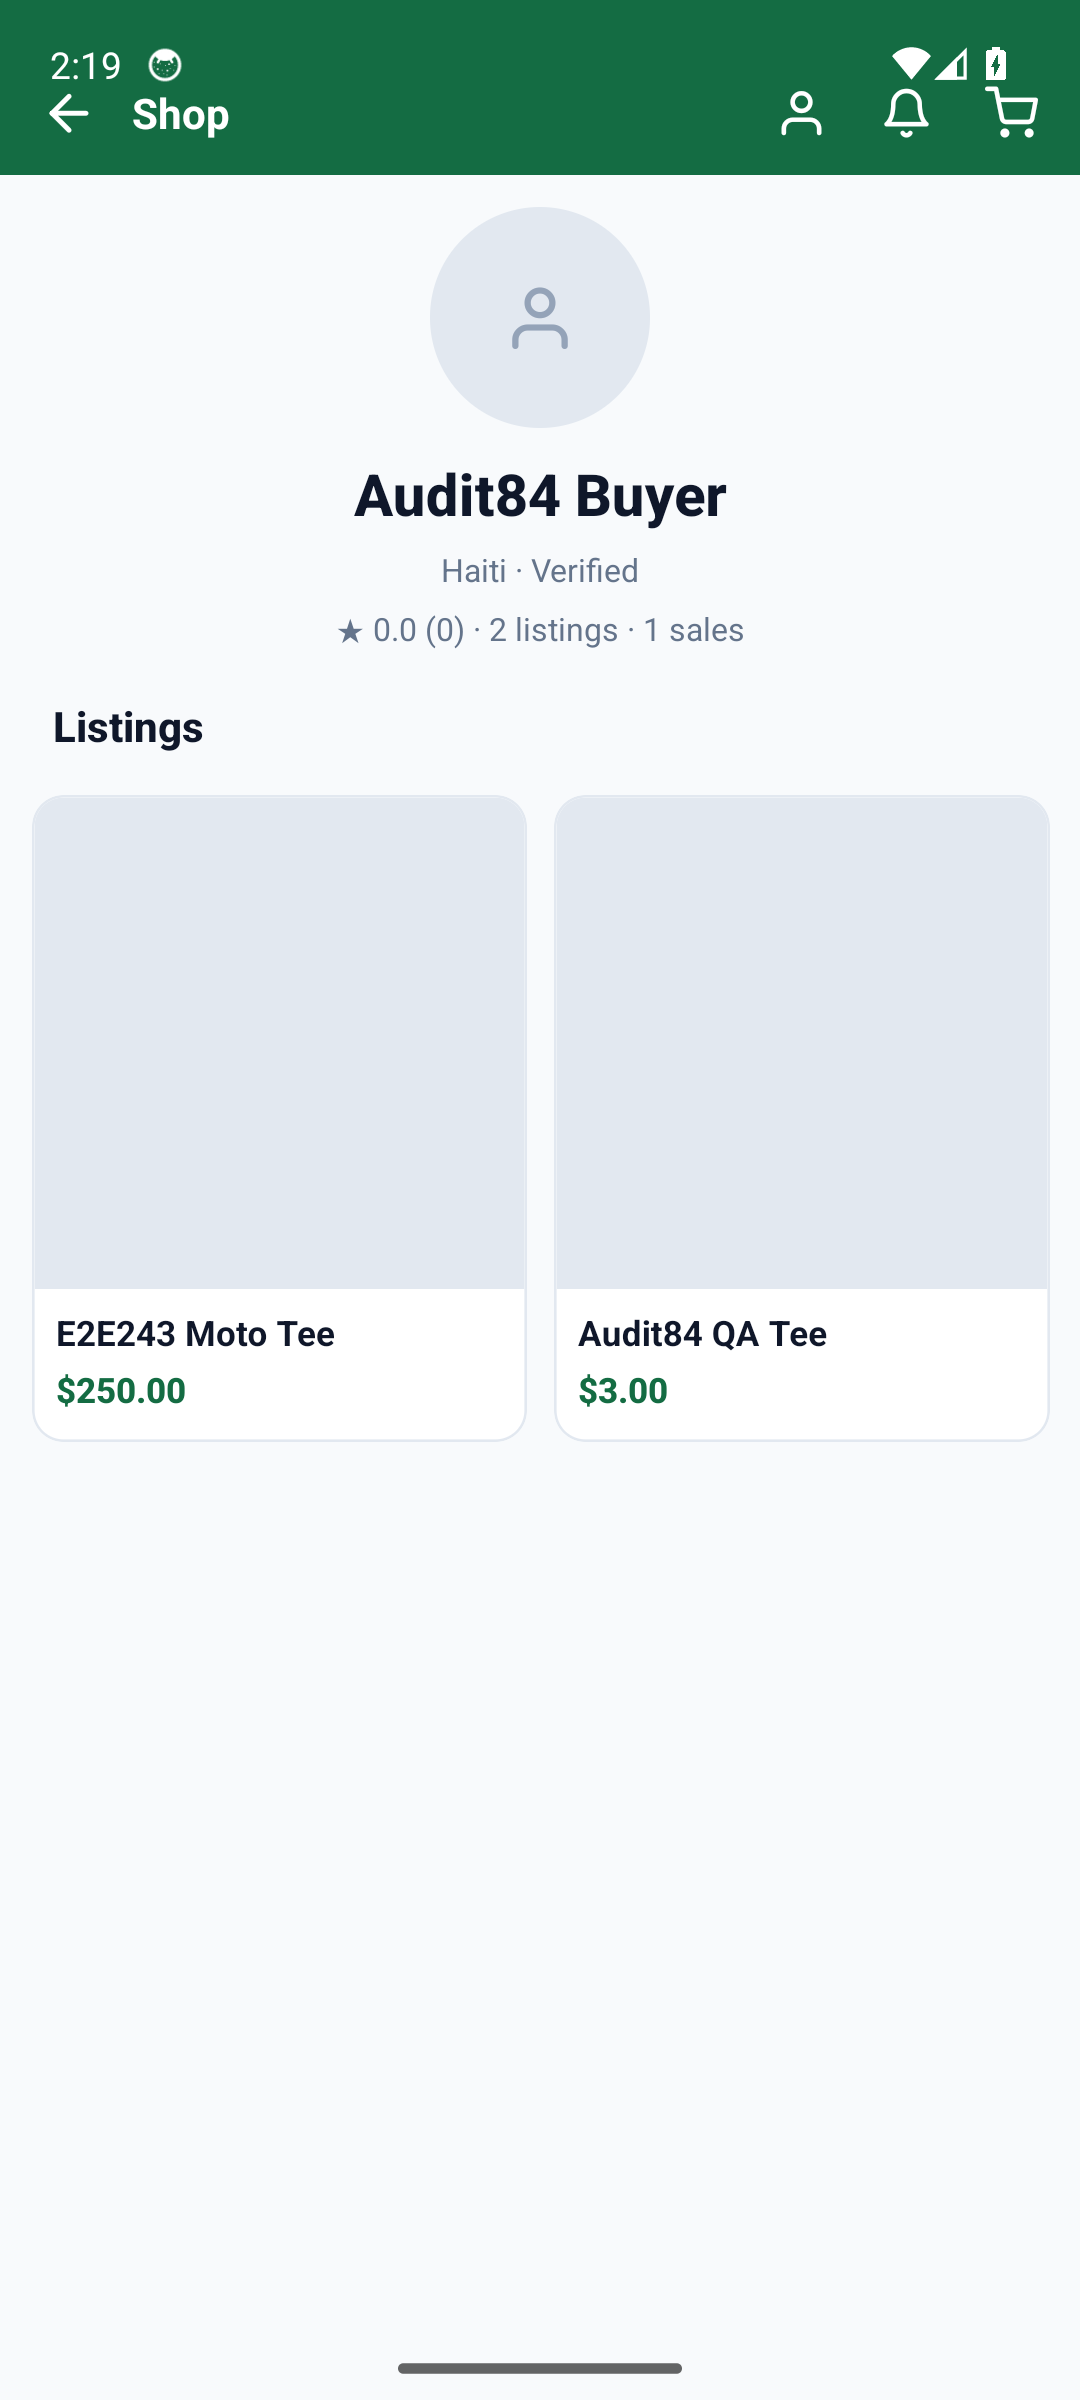 2:19
Shop
Audit84 Buyer
Haiti · Verified
★ 0.0 (0) · 2 listings · 1 sales
Listings
E2E243 Moto Tee
$250.00
Audit84 QA Tee
$3.00